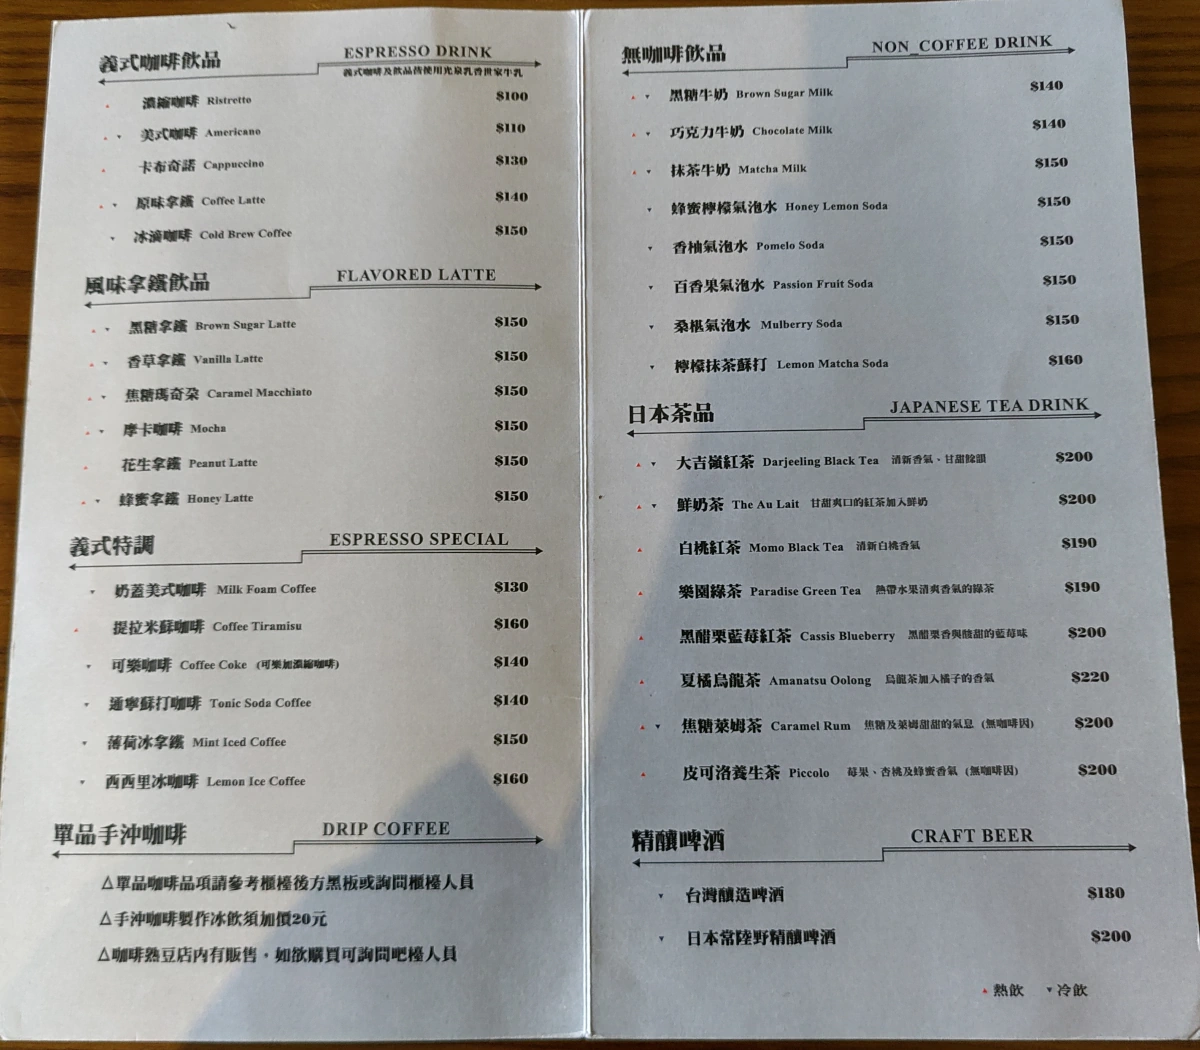 義式咖啡飲品 ESPRESSO DRINK
義式咖啡及飲品皆使用光泉乳香世家牛乳
▲ 濃縮咖啡 Ristretto $100
▲ ▼ 美式咖啡 Americano $110
▲ 卡布奇諾 Cappuccino $130
▲ ▼ 原味拿鐵 Coffee Latte $140
▼ 冰滴咖啡 Cold Brew Coffee $150
風味拿鐵飲品 FLAVORED LATTE
▲ ▼ 黑糖拿鐵 Brown Sugar Latte $150
▲ ▼ 香草拿鐵 Vanilla Latte $150
▲ ▼ 焦糖瑪奇朵 Caramel Macchiato $150
▲ ▼ 摩卡咖啡 Mocha $150
▲ 花生拿鐵 Peanut Latte $150
▲ ▼ 蜂蜜拿鐵 Honey Latte $150
義式特調 ESPRESSO SPECIAL
▼ 奶蓋美式咖啡 Milk Foam Coffee $130
▲ 提拉米蘇咖啡 Coffee Tiramisu $160
▼ 可樂咖啡 Coffee Coke (可樂加濃縮咖啡) $140
▼ 通寧蘇打咖啡 Tonic Soda Coffee $140
▼ 薄荷冰拿鐵 Mint Iced Coffee $150
▼ 西西里冰咖啡 Lemon Ice Coffee $160
單品手沖咖啡 DRIP COFFEE
△單品咖啡品項請參考櫃檯後方黑板或詢問櫃檯人員
△手沖咖啡製作冰飲須加價20元
△咖啡熟豆店內有販售,如欲購買可詢問吧檯人員
無咖啡飲品 NON_COFFEE DRINK
▲ ▼ 黑糖牛奶 Brown Sugar Milk $140
▲ ▼ 巧克力牛奶 Chocolate Milk $140
▲ ▼ 抹茶牛奶 Matcha Milk $150
▼ 蜂蜜檸檬氣泡水 Honey Lemon Soda $150
▼ 香柚氣泡水 Pomelo Soda $150
▼ 百香果氣泡水 Passion Fruit Soda $150
▼ 桑椹氣泡水 Mulberry Soda $150
▼ 檸檬抹茶蘇打 Lemon Matcha Soda $160
日本茶品 JAPANESE TEA DRINK
▲ ▼ 大吉嶺紅茶 Darjeeling Black Tea 清新香氣、甘甜餘韻 $200
▲ ▼ 鮮奶茶 The Au Lait 甘甜爽口的紅茶加入鮮奶 $200
▲ 白桃紅茶 Momo Black Tea 清新白桃香氣 $190
▲ 樂園綠茶 Paradise Green Tea 熱帶水果清爽香氣的綠茶 $190
▲ 黑醋栗藍莓紅茶 Cassis Blueberry 黑醋栗香與酸甜的藍莓味 $200
▲ 夏橘烏龍茶 Amanatsu Oolong 烏龍茶加入橘子的香氣 $220
▲ ▼ 焦糖萊姆茶 Caramel Rum 焦糖及萊姆甜甜的氣息 (無咖啡因) $200
▲ 皮可洛養生茶 Piccolo 莓果、杏桃及蜂蜜香氣 (無咖啡因) $200
精釀啤酒 CRAFT BEER
▼ 台灣釀造啤酒 $180
▼ 日本常陸野精釀啤酒 $200
▲熱飲 ▼冷飲